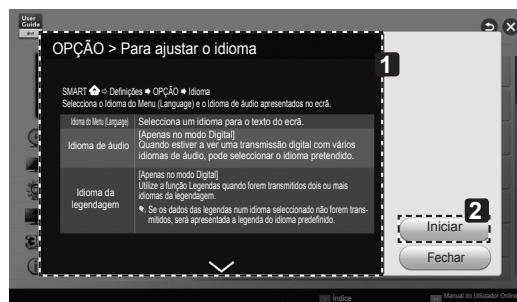 User
Guide
OPÇÃO > Para ajustar o idioma
1
SMART ⇨ Definições ➡ OPÇÃO ➡ Idioma
Selecciona o Idioma do Menu (Language) e o Idioma de áudio apresentados no ecrã.
Idioma do Menu (Language)
Selecciona um idioma para o texto do ecrã.
Idioma de áudio
[Apenas no modo Digital]
Quando estiver a ver uma transmissão digital com vários
idiomas de áudio, pode seleccionar o idioma pretendido.
Idioma da
legendagem
[Apenas no modo Digital]
Utilize a função Legendas quando forem transmitidos dois ou mais
idiomas da legendagem.
Se os dados das legendas num idioma seleccionado não forem trans-
mitidos, será apresentada a legenda do idioma predefinido.
2
Iniciar
Fechar
Índice
Manual do Utilizador Online